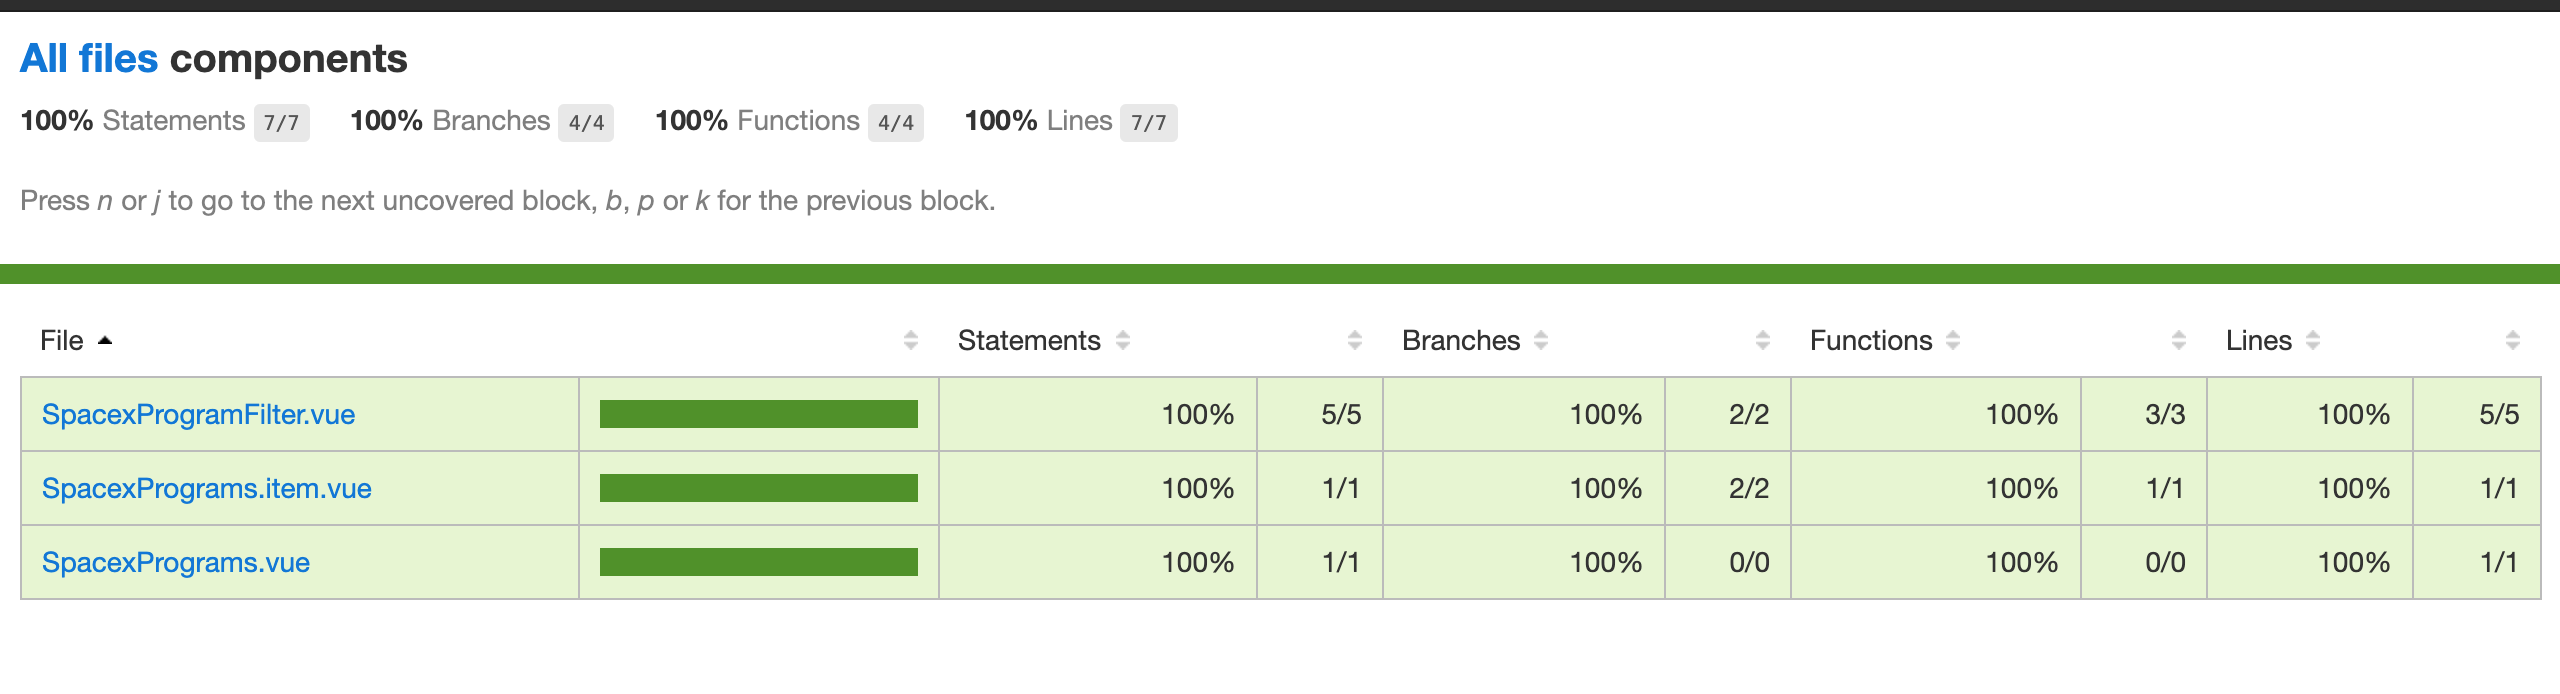 All files components
100% Statements 7/7 100% Branches 4/4 100% Functions 4/4 100% Lines 7/7
Press n or j to go to the next uncovered block, b, p or k for the previous block.
File Statements Branches Functions Lines
SpacexProgramFilter.vue 100% 5/5 100% 2/2 100% 3/3 100% 5/5
SpacexPrograms.item.vue 100% 1/1 100% 2/2 100% 1/1 100% 1/1
SpacexPrograms.vue 100% 1/1 100% 0/0 100% 0/0 100% 1/1